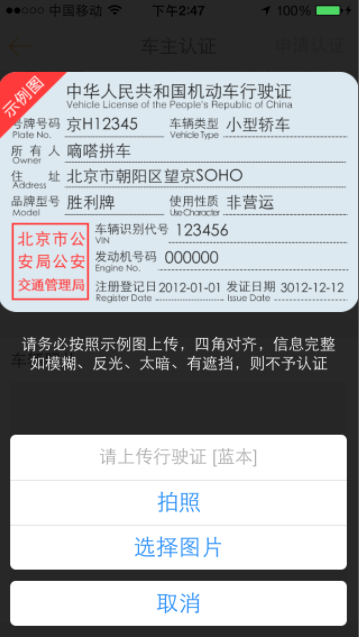 中国移动 下午2:47 100%
车主认证 申请认证
示例图
中华人民共和国机动车行驶证
Vehicle License of the People's Republic of China
号牌号码 京H12345 车辆类型 小型轿车
Plate No. Vehicle Type
所有人 嘀嗒拼车
Owner
住址 北京市朝阳区望京SOHO
Address
品牌型号 胜利牌 使用性质 非营运
Model Use Character
北京市公安局公安交通管理局
车辆识别代号 123456
VIN
发动机号码 000000
Engine No.
注册登记日 2012-01-01 发证日期 3012-12-12
Register Date Issue Date
请务必按照示例图上传，四角对齐，信息完整
如模糊、反光、太暗、有遮挡，则不予认证
请上传行驶证 [蓝本]
拍照
选择图片
取消